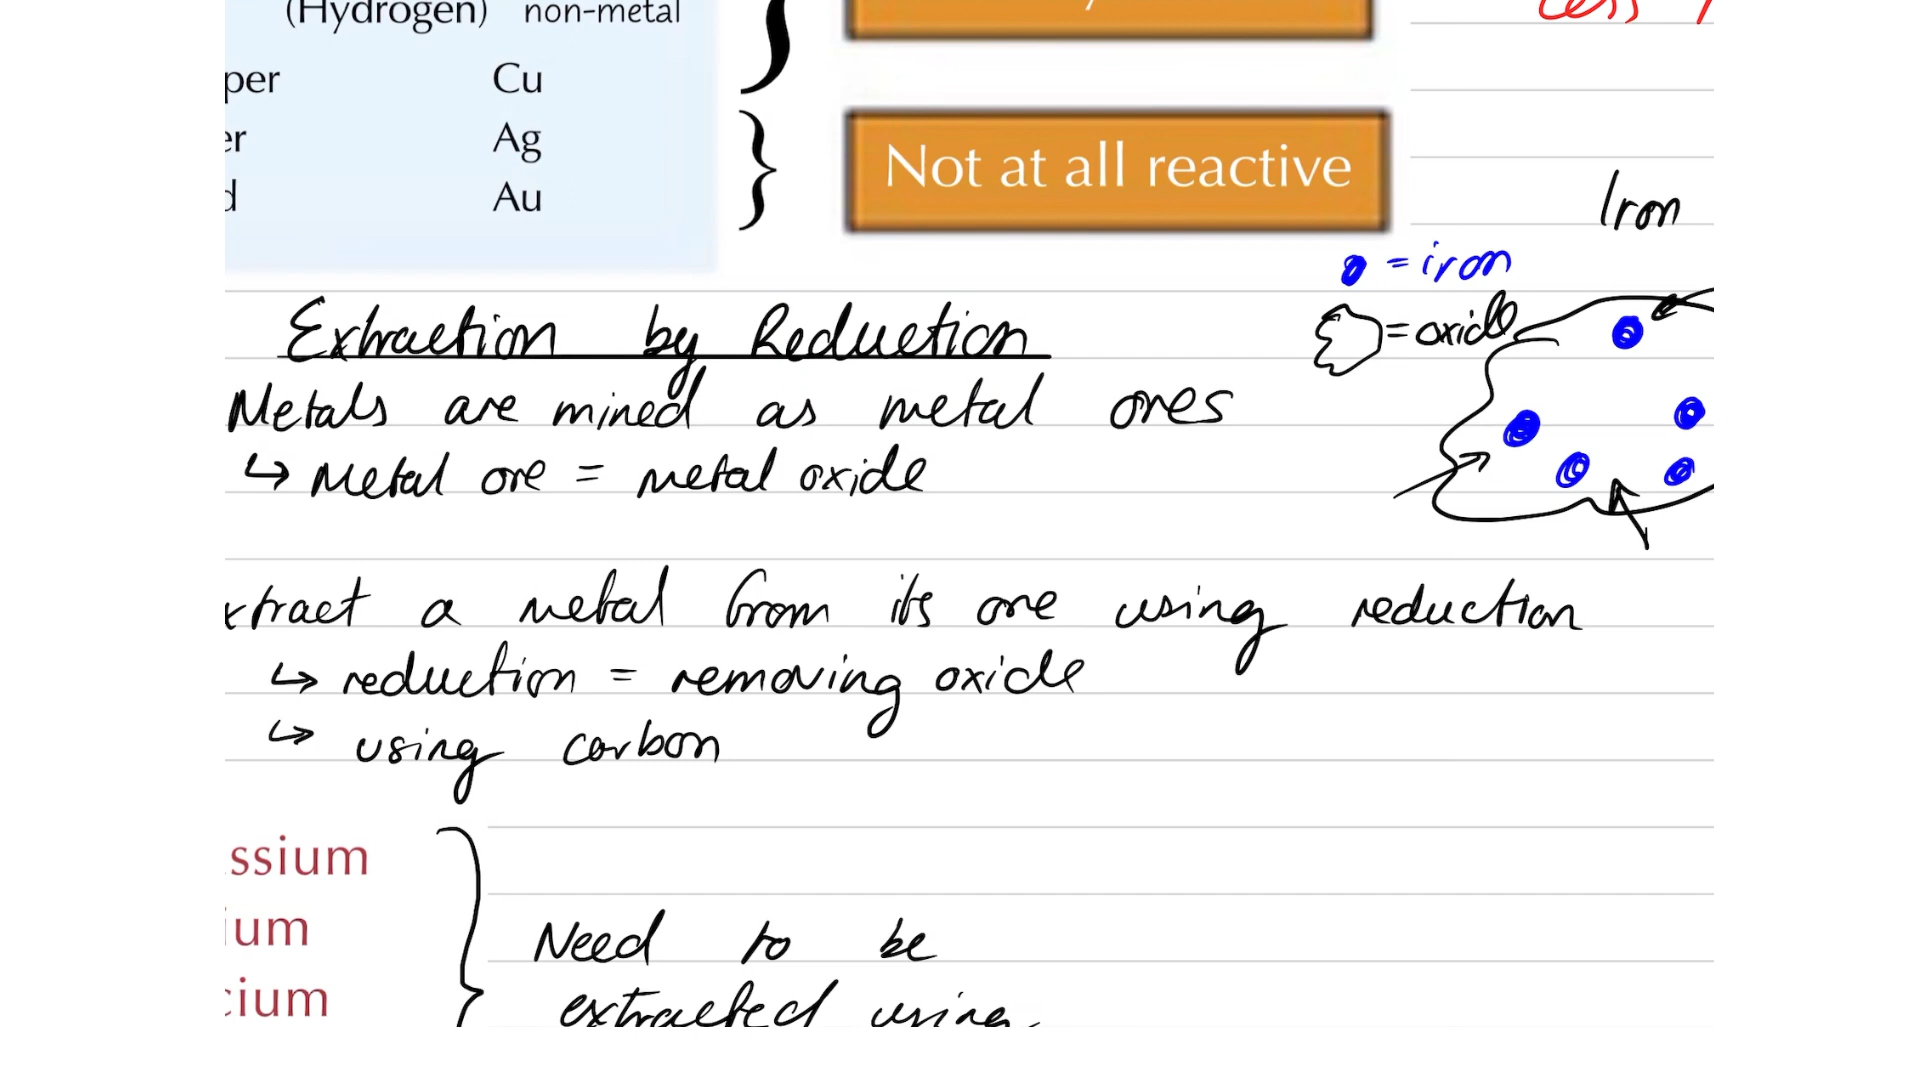 (Hydrogen) non-metal
per Cu
er Ag
d Au
Not at all reactive
Iron
= iron
= oxide
Extraction by Reduction
Metals are mined as metal ores
↳ Metal ore = metal oxide
xtract a metal from its ore using reduction
↳ reduction = removing oxide
↳ using carbon
ssium
ium
cium
Need to be
extracted using